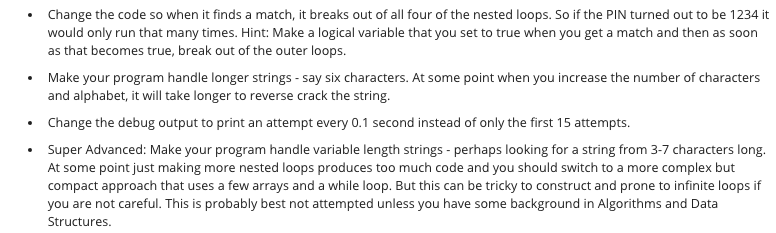 • Change the code so when it finds a match, it breaks out of all four of the nested loops. So if the PIN turned out to be 1234 it
would only run that many times. Hint: Make a logical variable that you set to true when you get a match and then as soon
as that becomes true, break out of the outer loops.
• Make your program handle longer strings - say six characters. At some point when you increase the number of characters
and alphabet, it will take longer to reverse crack the string.
• Change the debug output to print an attempt every 0.1 second instead of only the first 15 attempts.
• Super Advanced: Make your program handle variable length strings - perhaps looking for a string from 3-7 characters long.
At some point just making more nested loops produces too much code and you should switch to a more complex but
compact approach that uses a few arrays and a while loop. But this can be tricky to construct and prone to infinite loops if
you are not careful. This is probably best not attempted unless you have some background in Algorithms and Data
Structures.